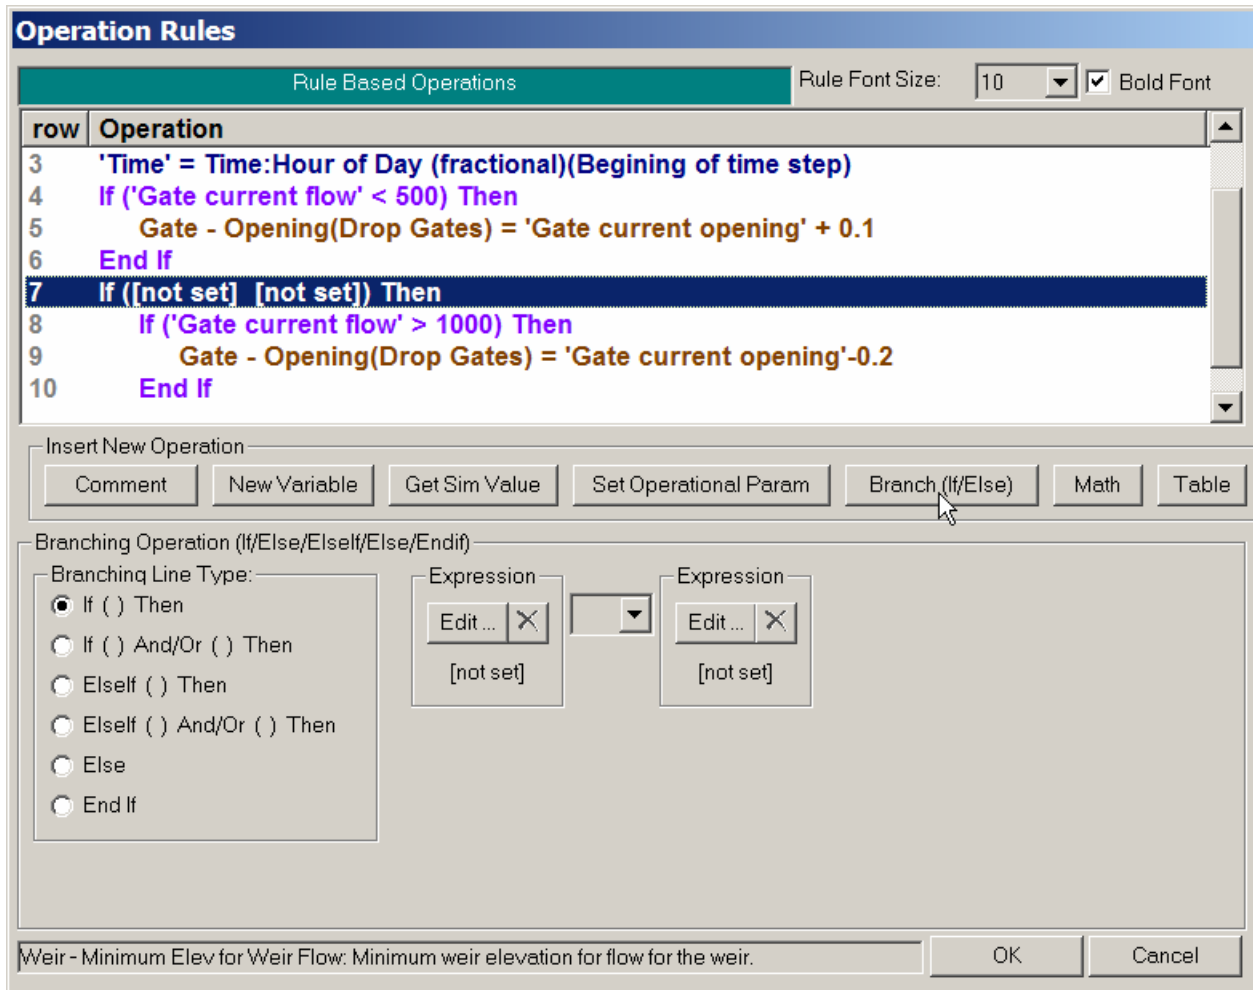 Operation Rules
Rule Based Operations Rule Font Size: 10 Bold Font
row Operation
3 'Time' = Time:Hour of Day (fractional)(Begining of time step)
4 If ('Gate current flow' < 500) Then
5 Gate - Opening(Drop Gates) = 'Gate current opening' + 0.1
6 End If
7 If ([not set] [not set]) Then
8 If ('Gate current flow' > 1000) Then
9 Gate - Opening(Drop Gates) = 'Gate current opening'-0.2
10 End If
Insert New Operation
Comment New Variable Get Sim Value Set Operational Param Branch (If/Else) Math Table
Branching Operation (If/Else/ElseIf/Else/Endif)
Branching Line Type: Expression Expression
If ( ) Then Edit ... Edit ...
If ( ) And/Or ( ) Then [not set] [not set]
ElseIf ( ) Then
ElseIf ( ) And/Or ( ) Then
Else
End If
Weir - Minimum Elev for Weir Flow: Minimum weir elevation for flow for the weir. OK Cancel